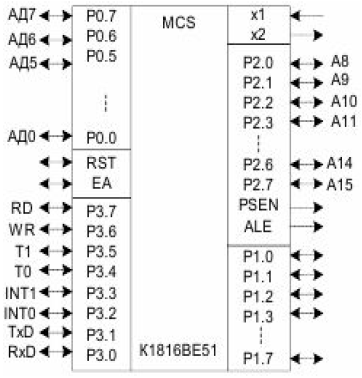 АД7 P0.7 MCS x1
АД6 P0.6 x2
АД5 P0.5
P2.0 A8
P2.1 A9
P2.2 A10
P2.3 A11
АД0 P0.0
RST P2.6 A14
EA P2.7 A15
RD P3.7 PSEN
WR P3.6 ALE
T1 P3.5 P1.0
T0 P3.4 P1.1
INT1 P3.3 P1.2
INT0 P3.2 P1.3
TxD P3.1
RxD P3.0 К1816ВЕ51 P1.7